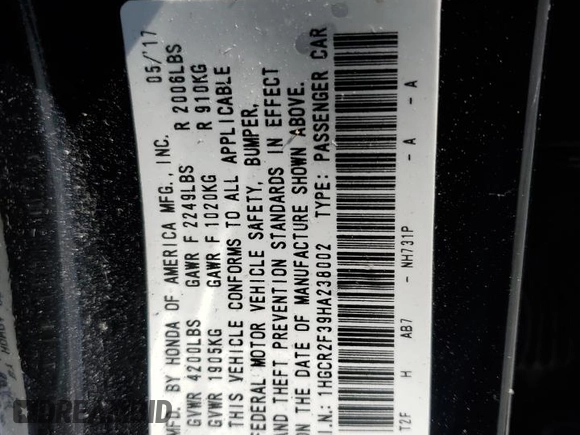 MFD. BY HONDA OF AMERICA MFG., INC. 05/17
GVWR 4200LBS GAWR F 2249LBS R 2006LBS
GVWR 1905KG GAWR F 1020KG R 910KG
THIS VEHICLE CONFORMS TO ALL APPLICABLE
FEDERAL MOTOR VEHICLE SAFETY, BUMPER,
AND THEFT PREVENTION STANDARDS IN EFFECT
ON THE DATE OF MANUFACTURE SHOWN ABOVE.
I.N.: 1HGCR2F39HA238002 TYPE: PASSENGER CAR
T2F H AB7 - NH731P - A - A
1DREAMBID